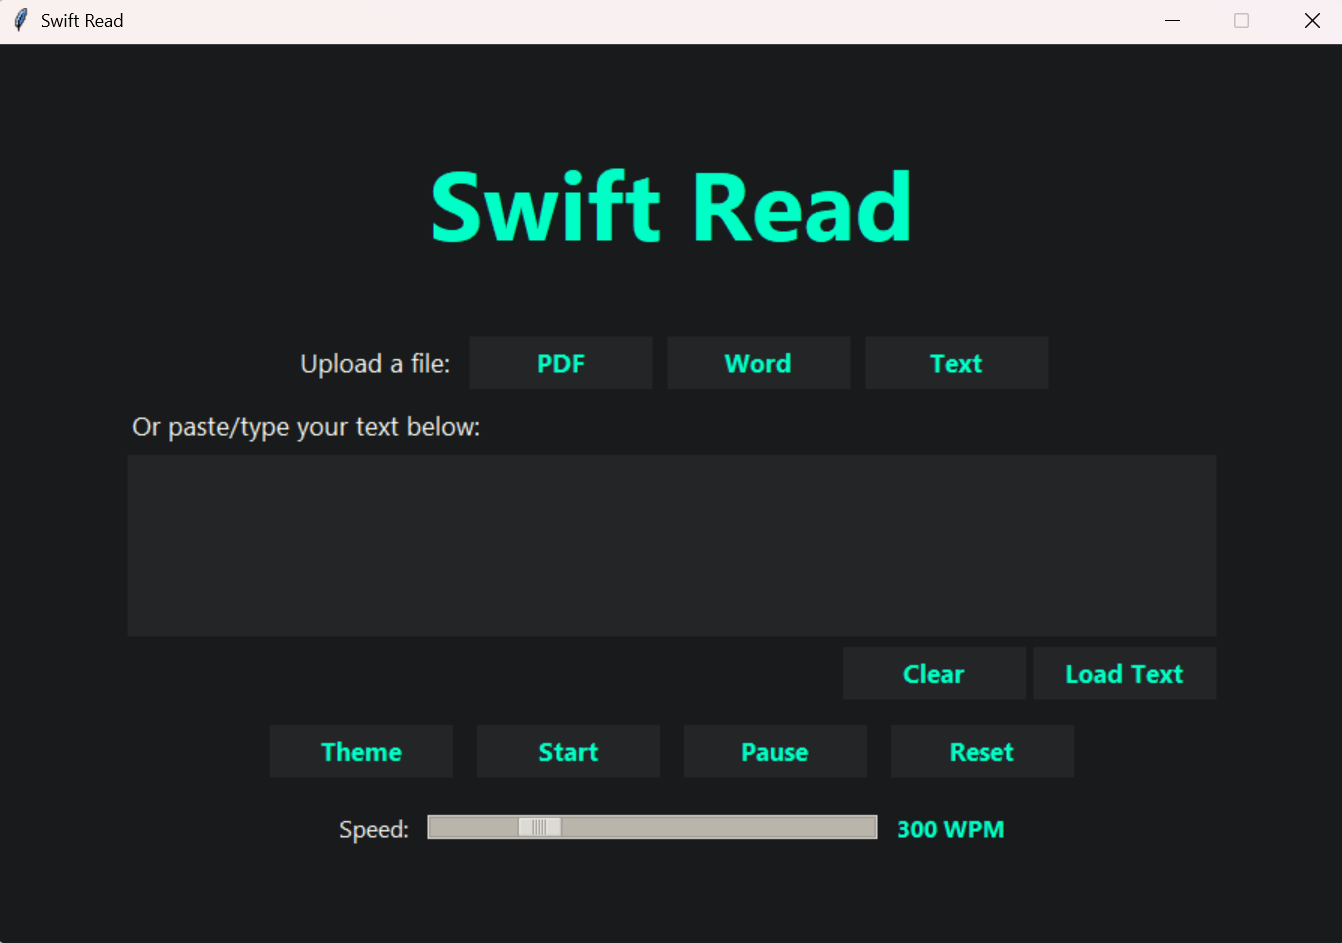 Swift Read
Swift Read
Upload a file: PDF Word Text
Or paste/type your text below:
Clear Load Text
Theme Start Pause Reset
Speed: 300 WPM